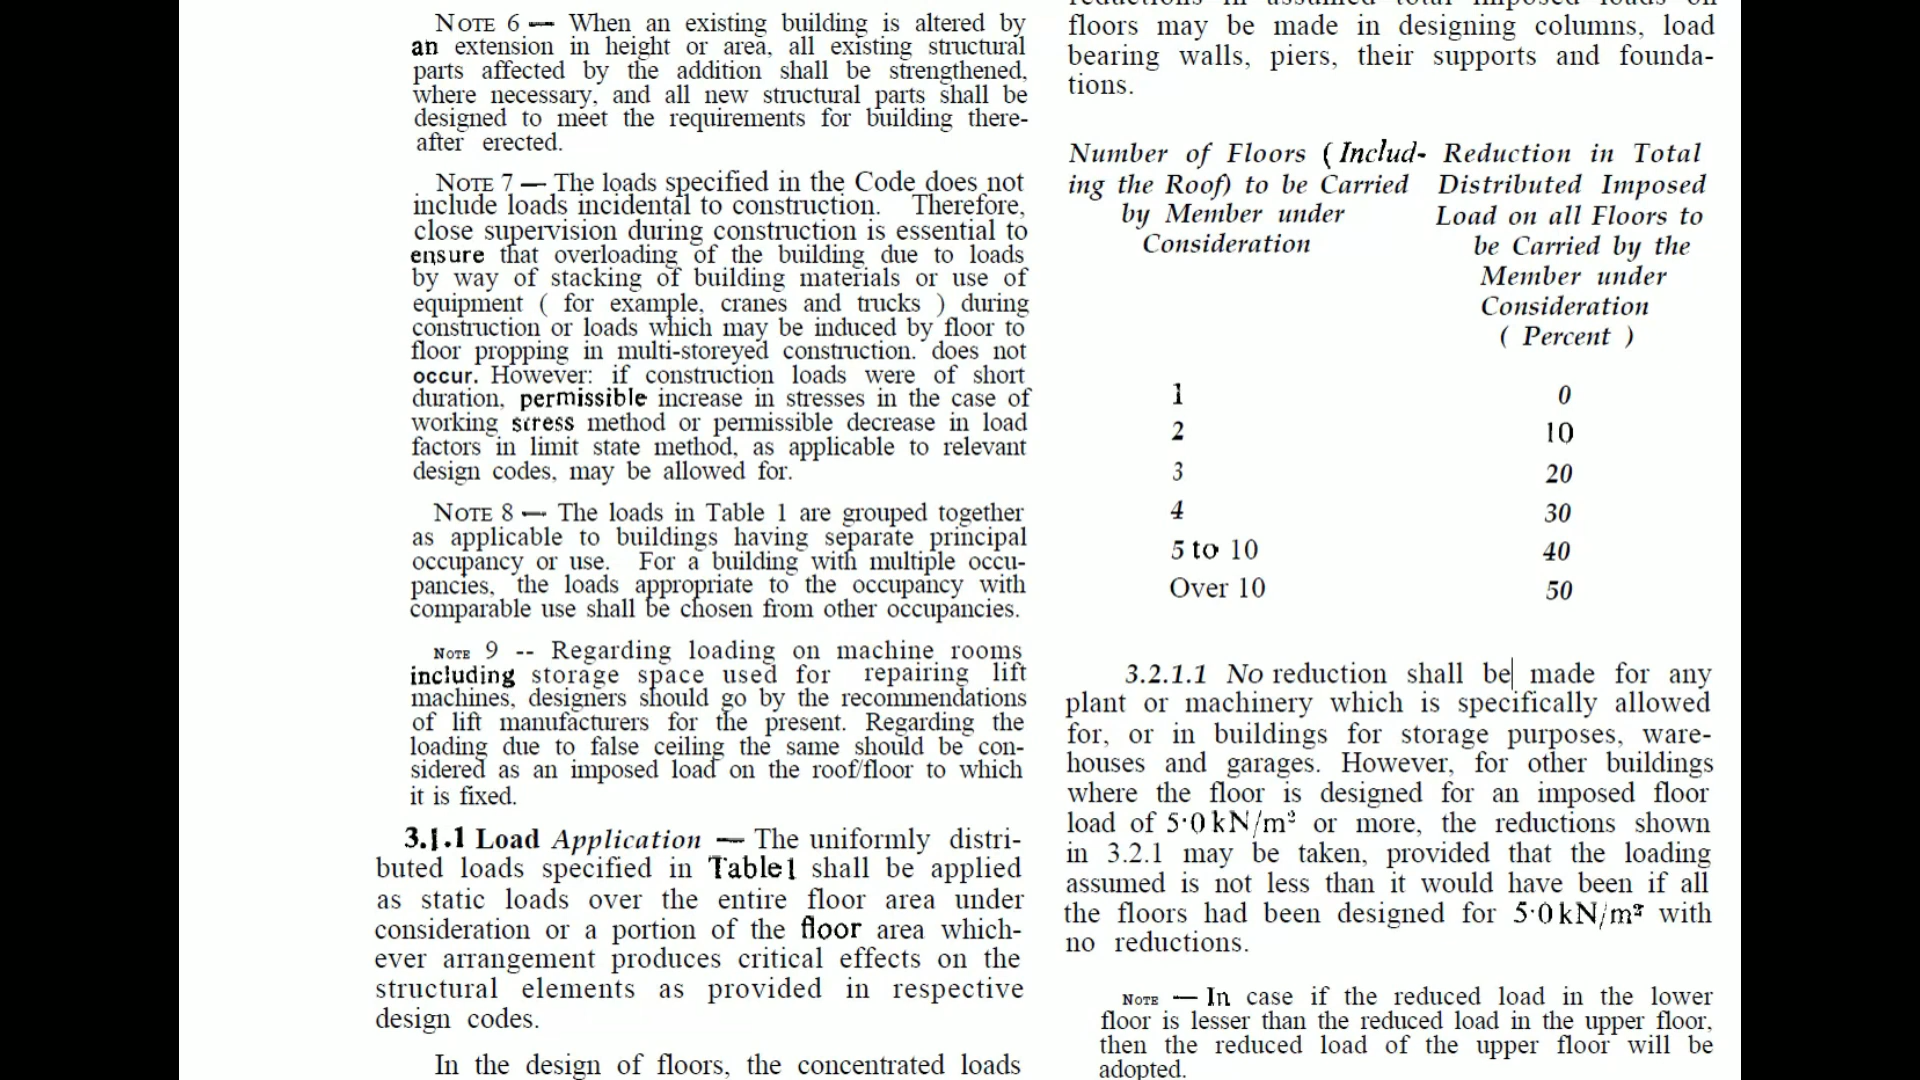 NOTE 6 — When an existing building is altered by
an extension in height or area, all existing structural
parts affected by the addition shall be strengthened,
where necessary, and all new structural parts shall be
designed to meet the requirements for building there-
after erected.
NOTE 7 — The loads specified in the Code does not
include loads incidental to construction. Therefore,
close supervision during construction is essential to
ensure that overloading of the building due to loads
by way of stacking of building materials or use of
equipment ( for example, cranes and trucks ) during
construction or loads which may be induced by floor to
floor propping in multi-storeyed construction. does not
occur. However: if construction loads were of short
duration, permissible increase in stresses in the case of
working stress method or permissible decrease in load
factors in limit state method, as applicable to relevant
design codes, may be allowed for.
NOTE 8 — The loads in Table 1 are grouped together
as applicable to buildings having separate principal
occupancy or use. For a building with multiple occu-
pancies, the loads appropriate to the occupancy with
comparable use shall be chosen from other occupancies.
NOTE 9 -- Regarding loading on machine rooms
including storage space used for repairing lift
machines, designers should go by the recommendations
of lift manufacturers for the present. Regarding the
loading due to false ceiling the same should be con-
sidered as an imposed load on the roof/floor to which
it is fixed.
3.1.1 Load Application — The uniformly distri-
buted loads specified in Table 1 shall be applied
as static loads over the entire floor area under
consideration or a portion of the floor area which-
ever arrangement produces critical effects on the
structural elements as provided in respective
design codes.
In the design of floors, the concentrated loads
reductions in assumed total imposed loads on
floors may be made in designing columns, load
bearing walls, piers, their supports and founda-
tions.
Number of Floors ( Includ-
ing the Roof) to be Carried
by Member under
Consideration
Reduction in Total
Distributed Imposed
Load on all Floors to
be Carried by the
Member under
Consideration
( Percent )
1 0
2 10
3 20
4 30
5 to 10 40
Over 10 50
3.2.1.1 No reduction shall be made for any
plant or machinery which is specifically allowed
for, or in buildings for storage purposes, ware-
houses and garages. However, for other buildings
where the floor is designed for an imposed floor
load of 5·0 kN/m² or more, the reductions shown
in 3.2.1 may be taken, provided that the loading
assumed is not less than it would have been if all
the floors had been designed for 5·0 kN/m² with
no reductions.
NOTE — In case if the reduced load in the lower
floor is lesser than the reduced load in the upper floor,
then the reduced load of the upper floor will be
adopted.